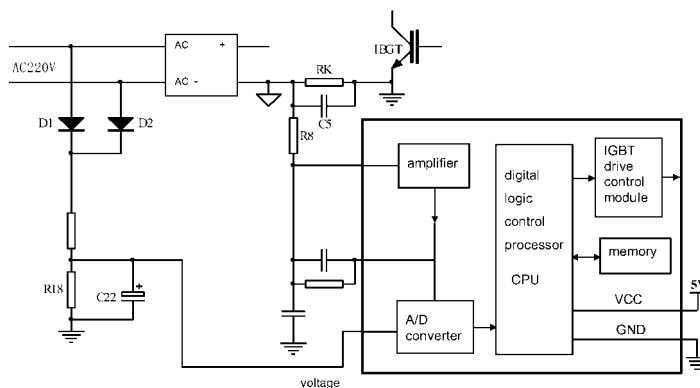 IBGT
AC +
AC220V
AC -
RK
C5
D1
D2
R8
amplifier
digital
logic
control
processor
CPU
IGBT
drive
control
module
memory
R18
C22
+
A/D
converter
VCC
5V
GND
voltage